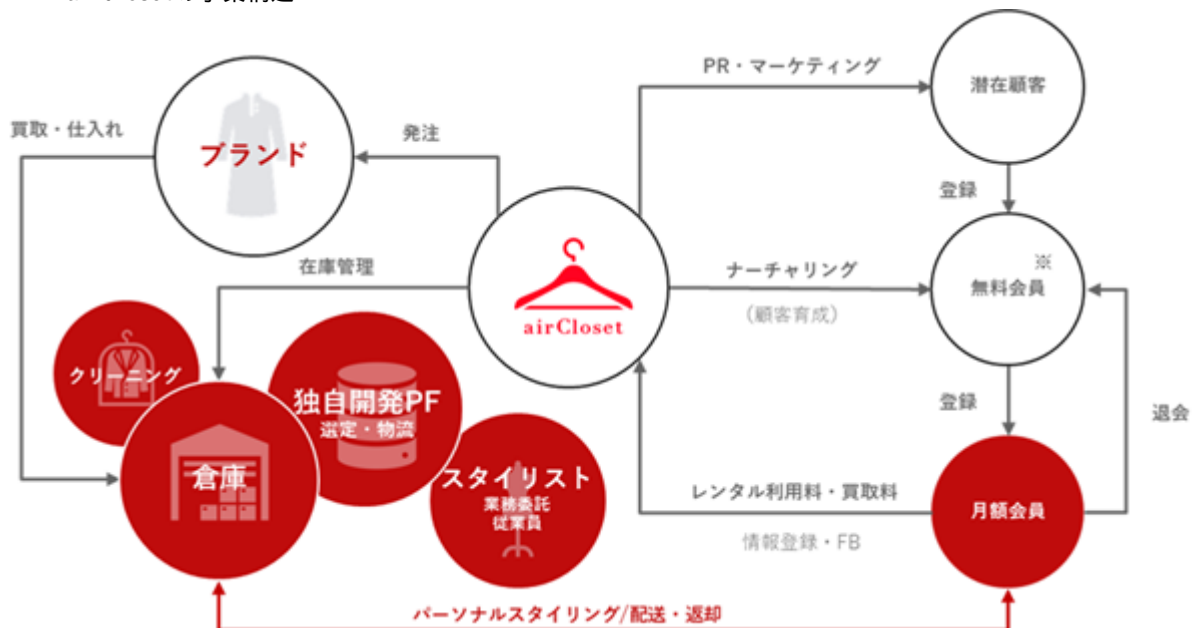 PR・マーケティング
潜在顧客
買取・仕入れ
ブランド
発注
登録
在庫管理
airCloset
ナーチャリング
（顧客育成）
※
無料会員
クリーニング
独自開発PF
選定・物流
倉庫
スタイリスト
業務委託
従業員
登録
退会
レンタル利用料・買取料
月額会員
情報登録・FB
パーソナルスタイリング/配送・返却